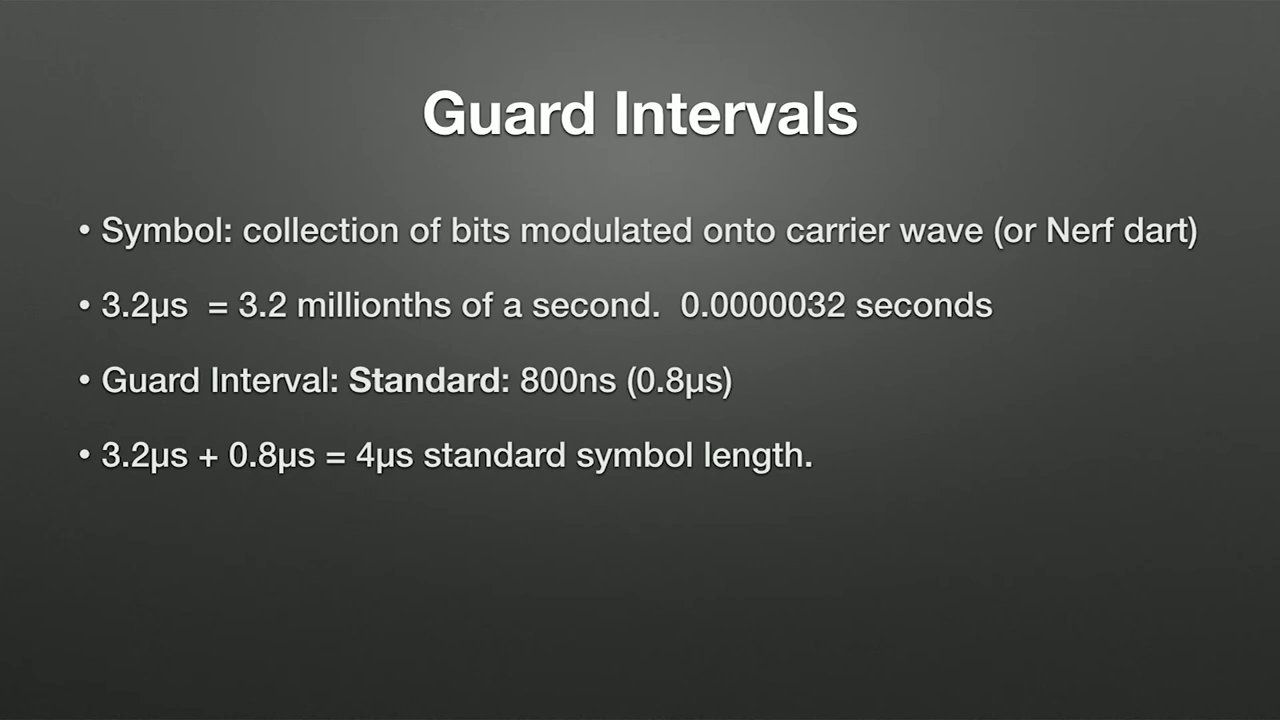 Guard Intervals
• Symbol: collection of bits modulated onto carrier wave (or Nerf dart)
• 3.2µs  = 3.2 millionths of a second.  0.0000032 seconds
• Guard Interval: Standard: 800ns (0.8µs)
• 3.2µs + 0.8µs = 4µs standard symbol length.